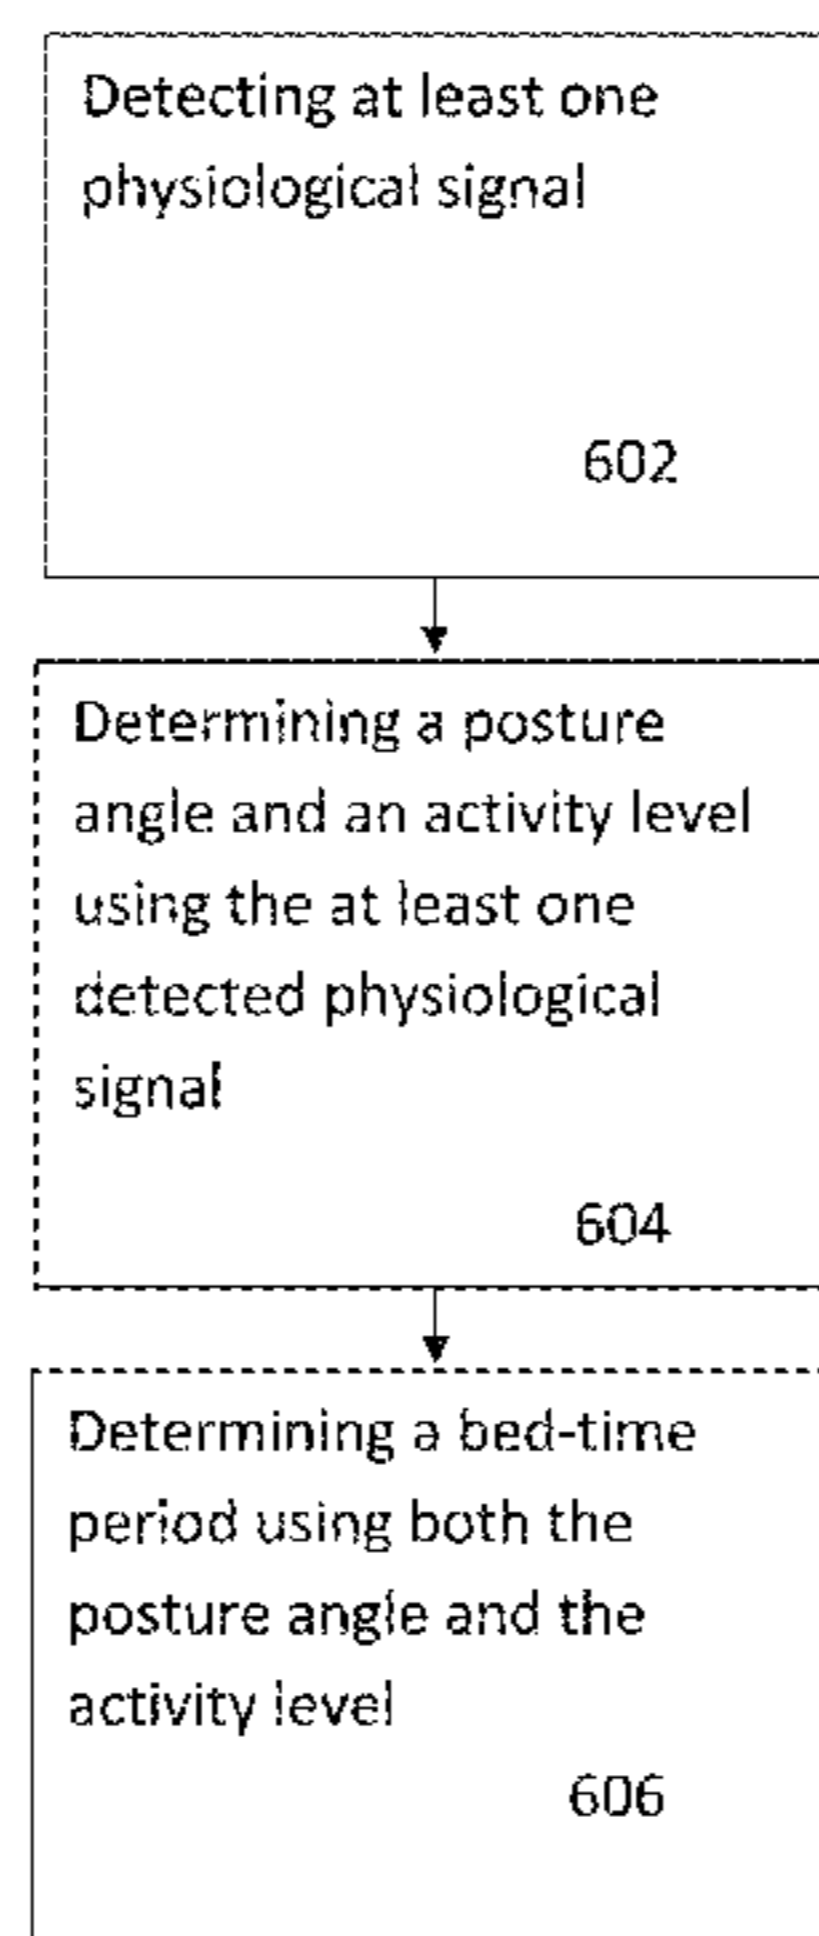 Detecting at least one
physiological signal
602
Determining a posture
angle and an activity level
using the at least one
detected physiological
signal
604
Determining a bed-time
period using both the
posture angle and the
activity level
606